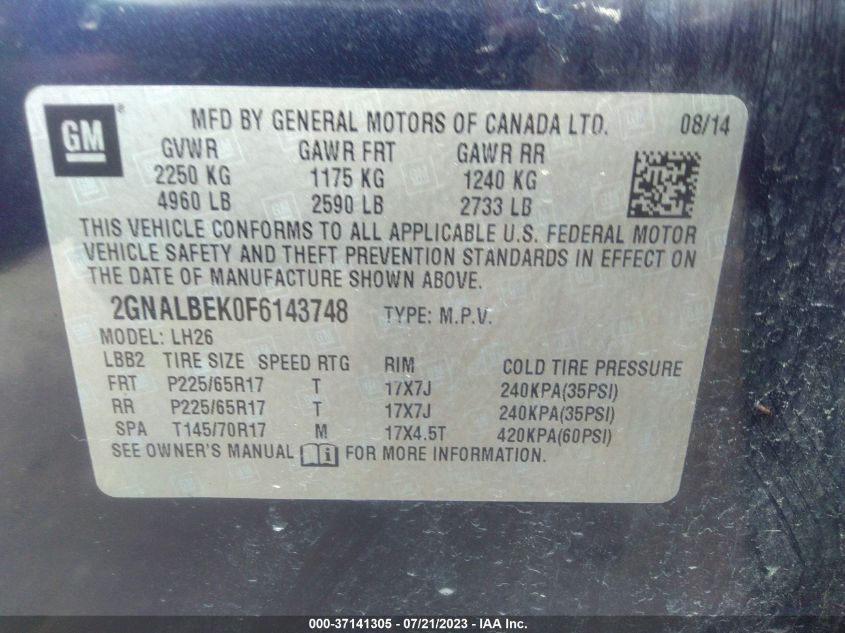 GM®
MFD BY GENERAL MOTORS OF CANADA LTD. 08/14
GVWR GAWR FRT GAWR RR
2250 KG 1175 KG 1240 KG
4960 LB 2590 LB 2733 LB
THIS VEHICLE CONFORMS TO ALL APPLICABLE U.S. FEDERAL MOTOR
VEHICLE SAFETY AND THEFT PREVENTION STANDARDS IN EFFECT ON
THE DATE OF MANUFACTURE SHOWN ABOVE.
2GNALBEK0F6143748 TYPE: M.P.V.
MODEL: LH26
LBB2 TIRE SIZE SPEED RTG RIM COLD TIRE PRESSURE
FRT P225/65R17 T 17X7J 240KPA(35PSI)
RR P225/65R17 T 17X7J 240KPA(35PSI)
SPA T145/70R17 M 17X4.5T 420KPA(60PSI)
SEE OWNER'S MANUAL i FOR MORE INFORMATION.
000-37141305 - 07/21/2023 - IAA Inc.